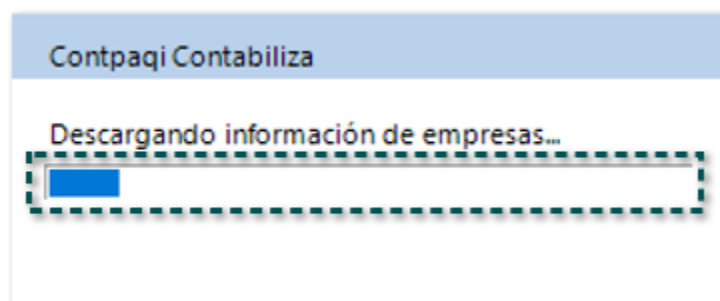 Contpaqi Contabiliza
Descargando información de empresas...